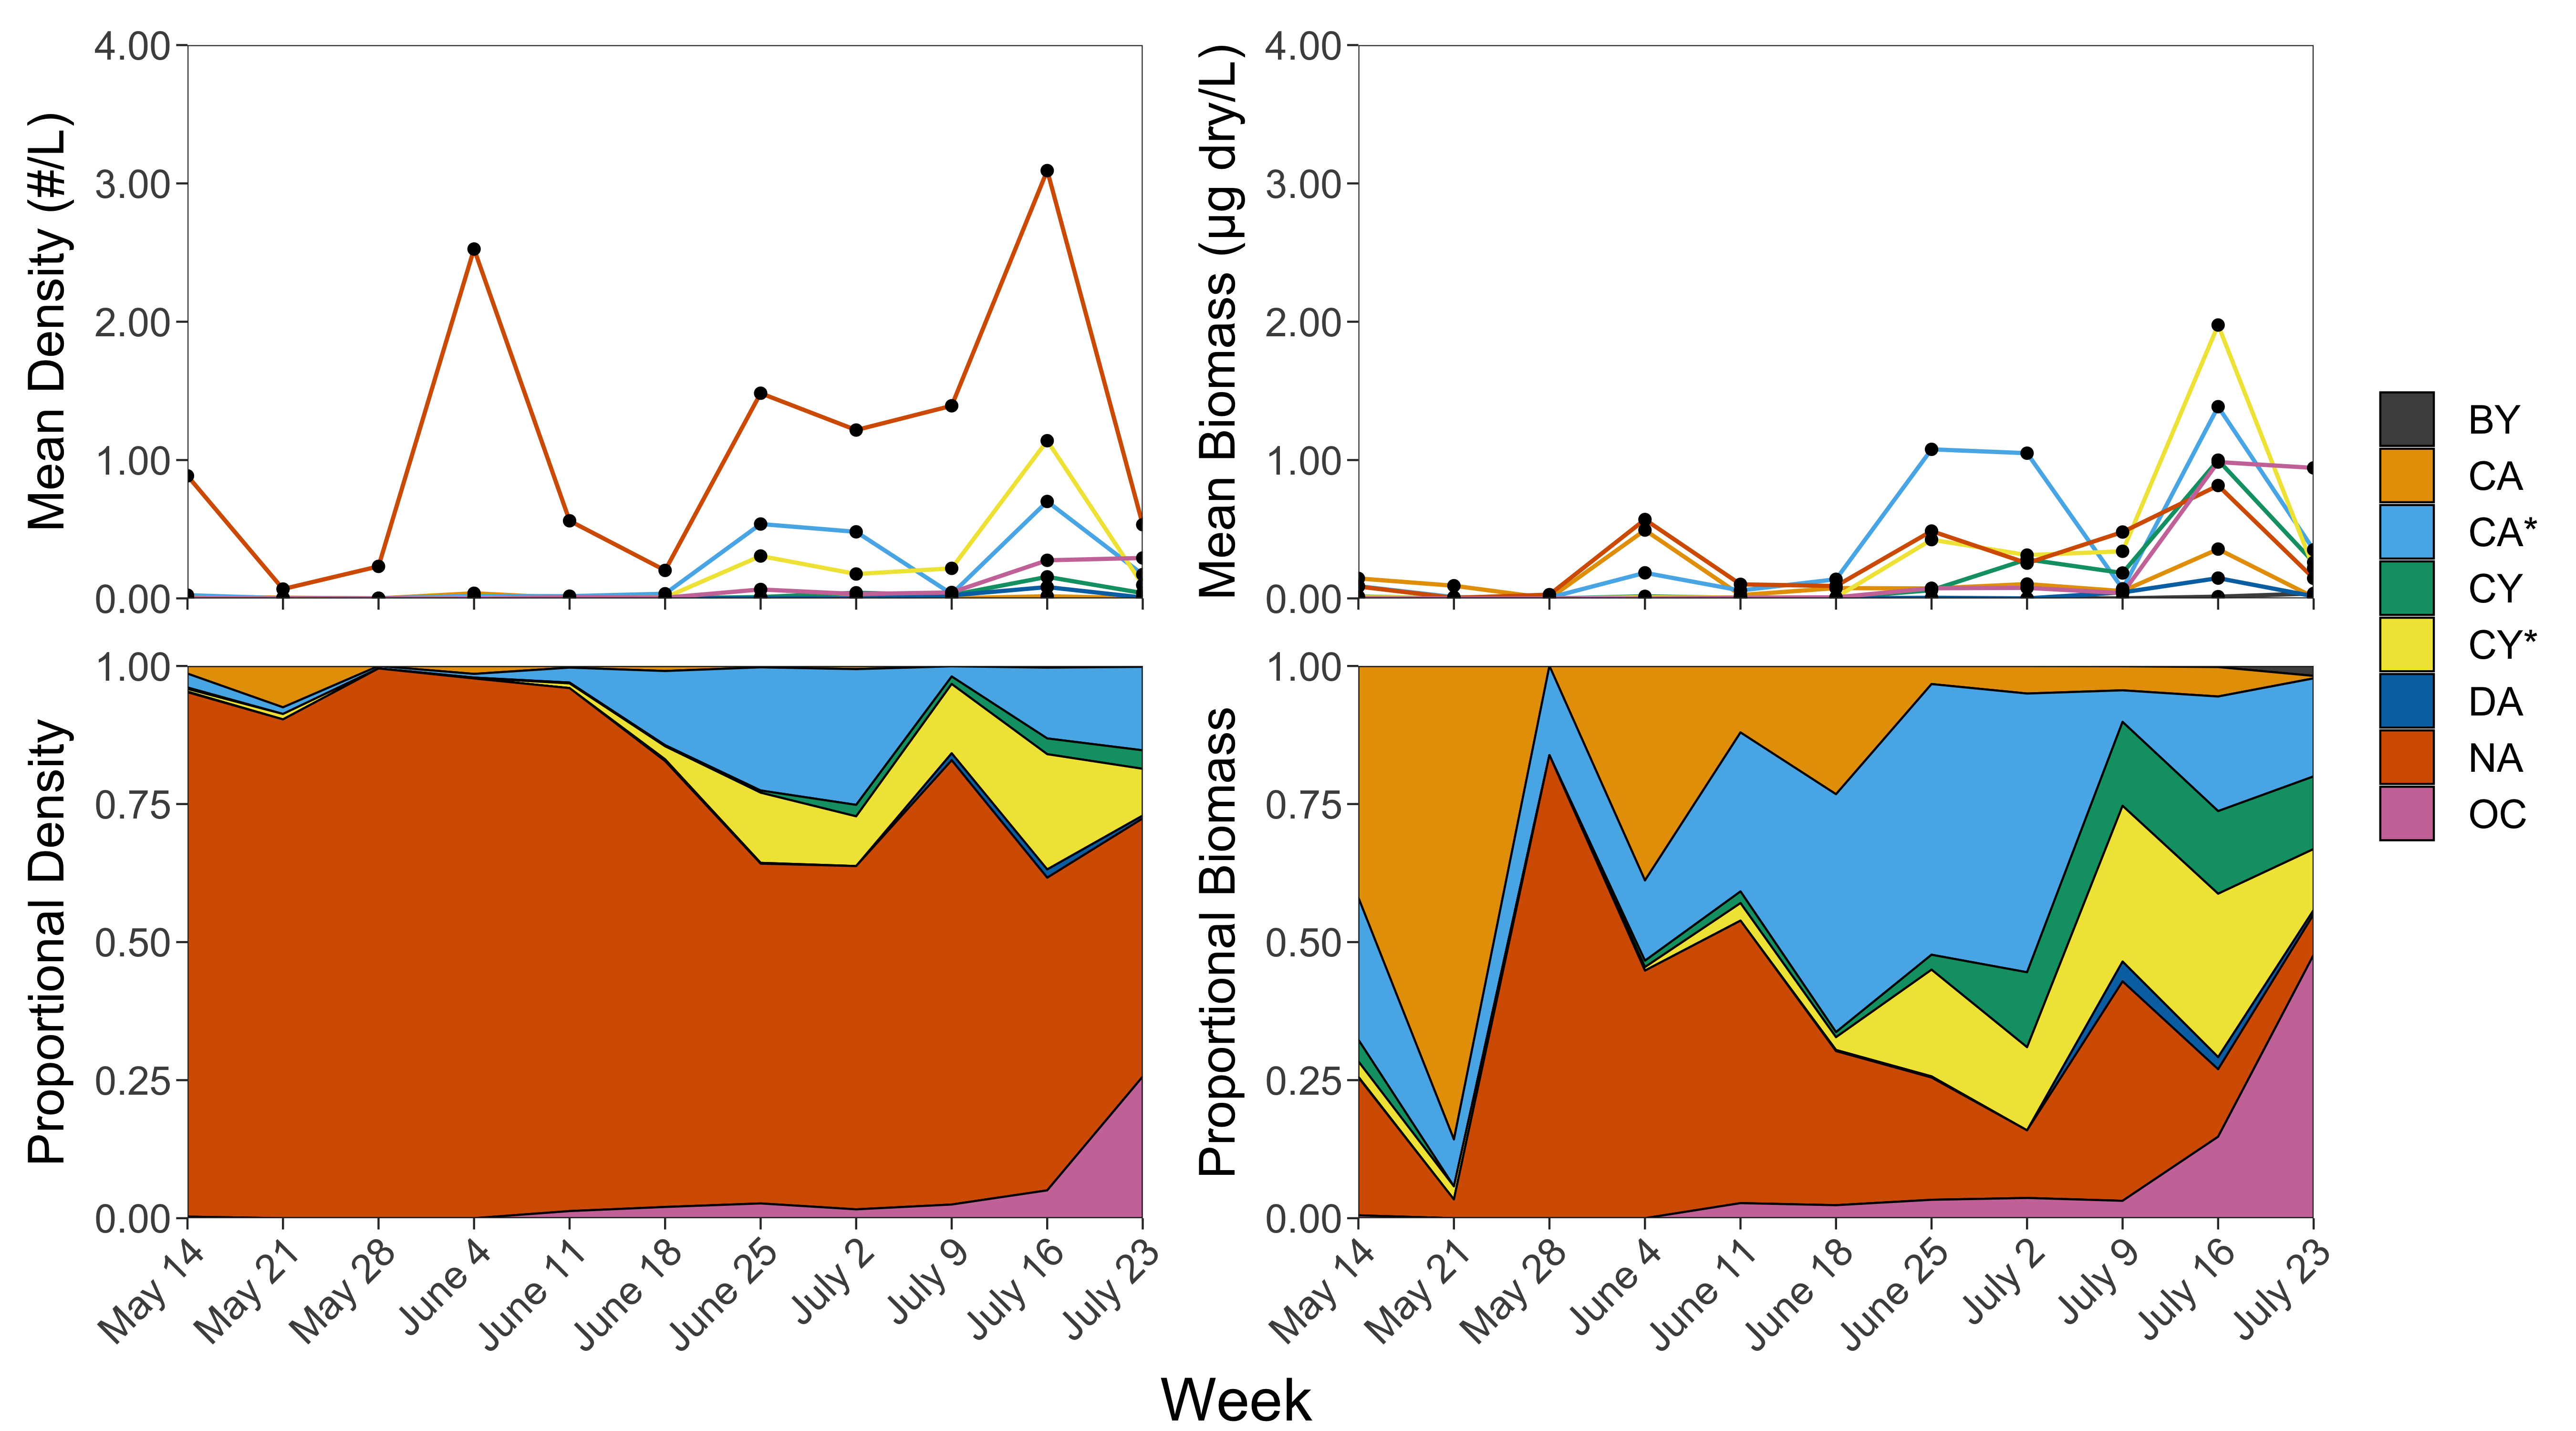 Mean Density (#/L)
4.00
3.00
2.00
1.00
0.00
Mean Biomass (µg dry/L)
4.00
3.00
2.00
1.00
0.00
Proportional Density
1.00
0.75
0.50
0.25
0.00
May 14
May 21
May 28
June 4
June 11
June 18
June 25
July 2
July 9
July 16
July 23
Proportional Biomass
1.00
0.75
0.50
0.25
0.00
May 14
May 21
May 28
June 4
June 11
June 18
June 25
July 2
July 9
July 16
July 23
Week
BY
CA
CA*
CY
CY*
DA
NA
OC